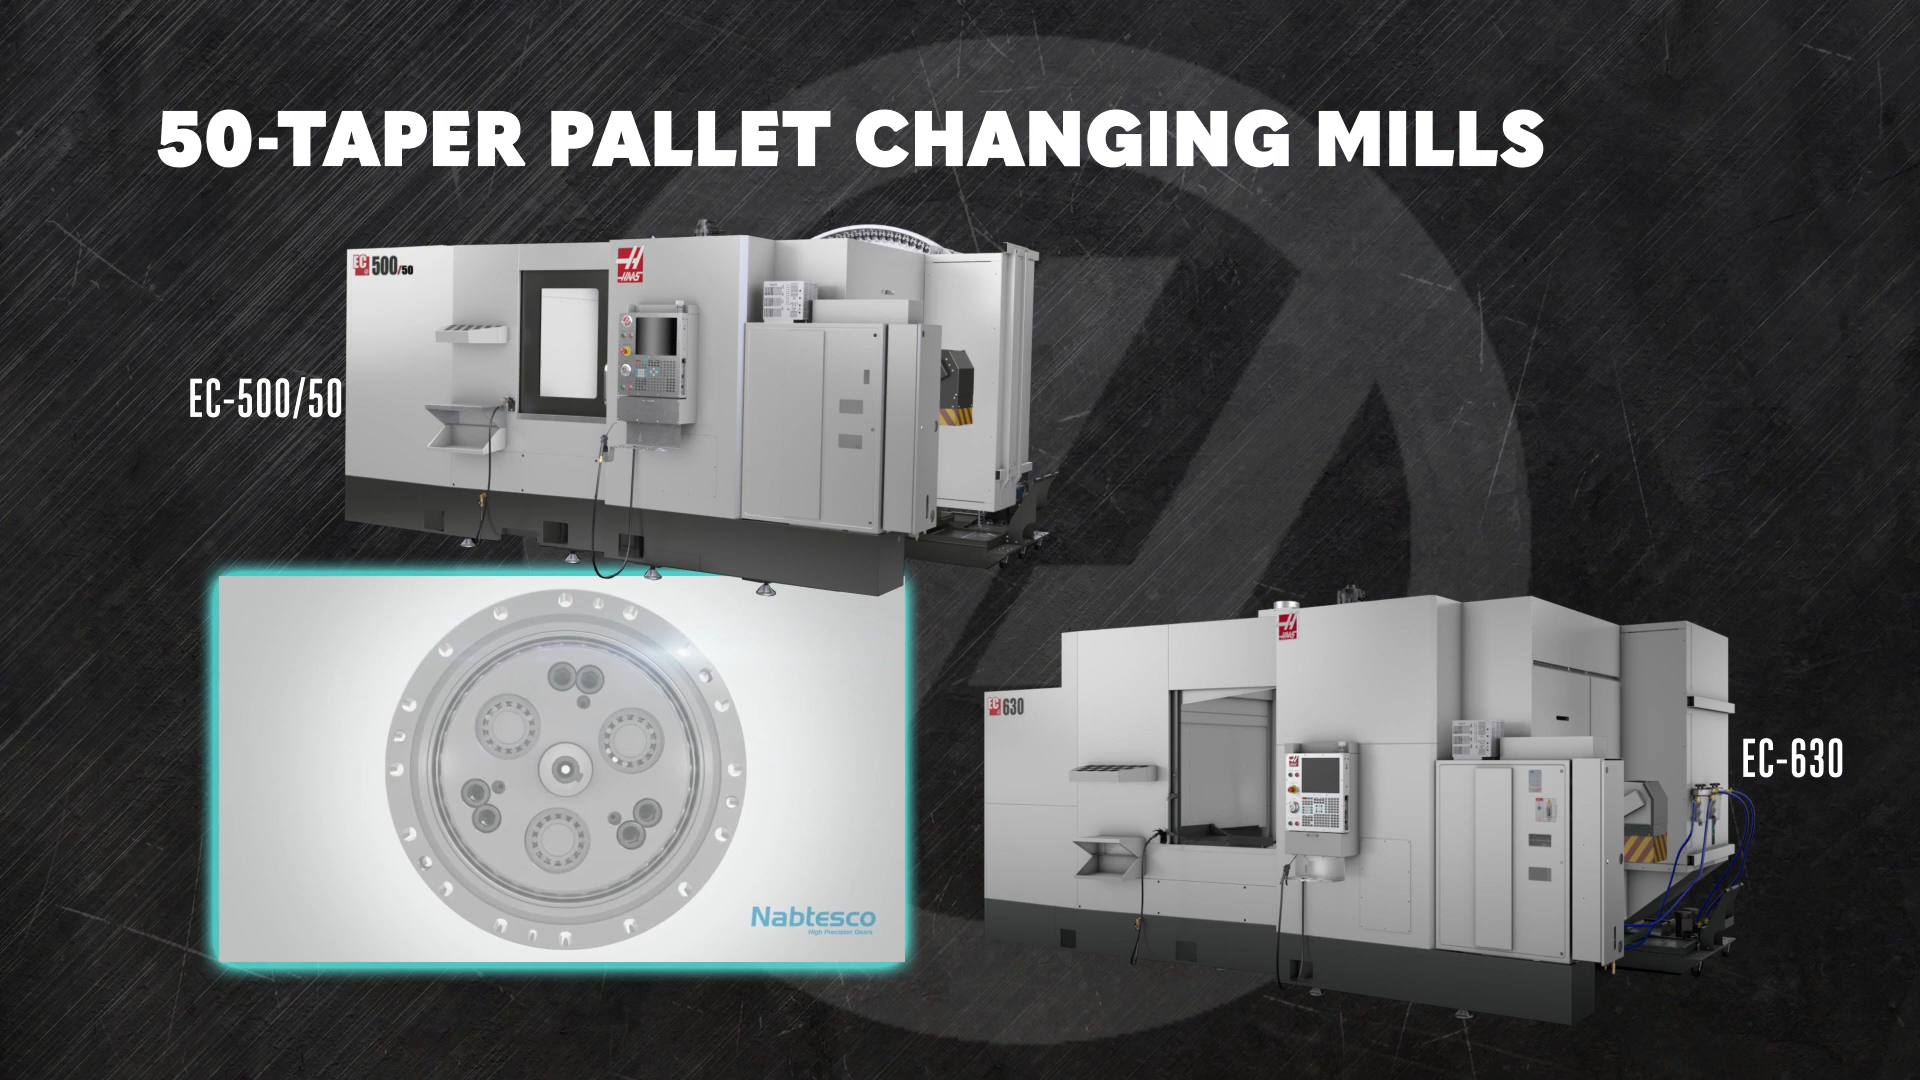 50-TAPER PALLET CHANGING MILLS
EC 500/50
HAAS
EC-500/50
HAAS
EC 630
EC-630
Nabtesco
High Precision Gears